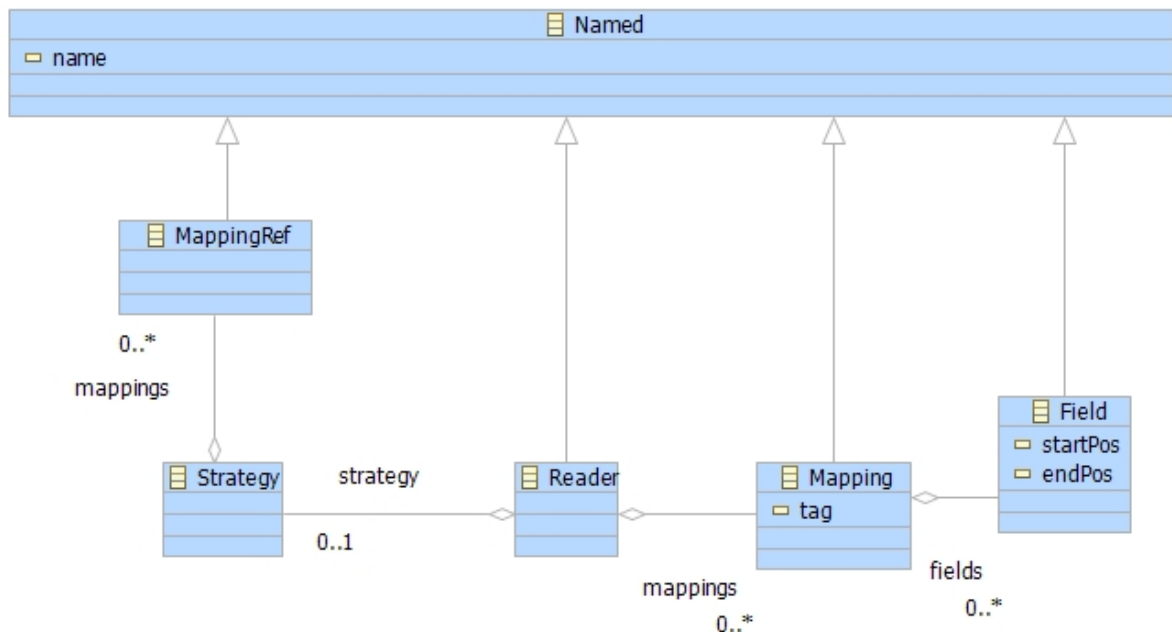 Named
name
MappingRef
0..*
mappings
Field
startPos
endPos
Strategy
strategy
0..1
Reader
Mapping
tag
mappings
0..*
fields
0..*